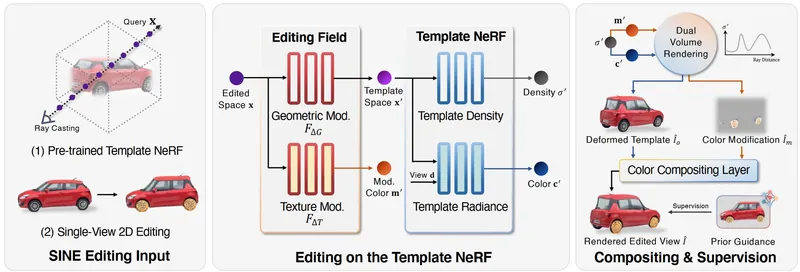 Query X
Ray Casting
(1) Pre-trained Template NeRF
(2) Single-View 2D Editing
SINE Editing Input
Editing Field
Template NeRF
Edited
Space x
Geometric Mod.
F_ΔG
Template
Space x′
Template Density
Density σ′
Texture Mod.
F_ΔT
Mod.
Color m′
View d
Template Radiance
Color c′
Editing on the Template NeRF
m′
σ′
c′
Dual
Volume
Rendering
σ′
Ray Distance
Deformed Template Î_o
Color Modification Î_m
Color Compositing Layer
Supervision
Rendered Edited View Î
Prior Guidance
Compositing & Supervision